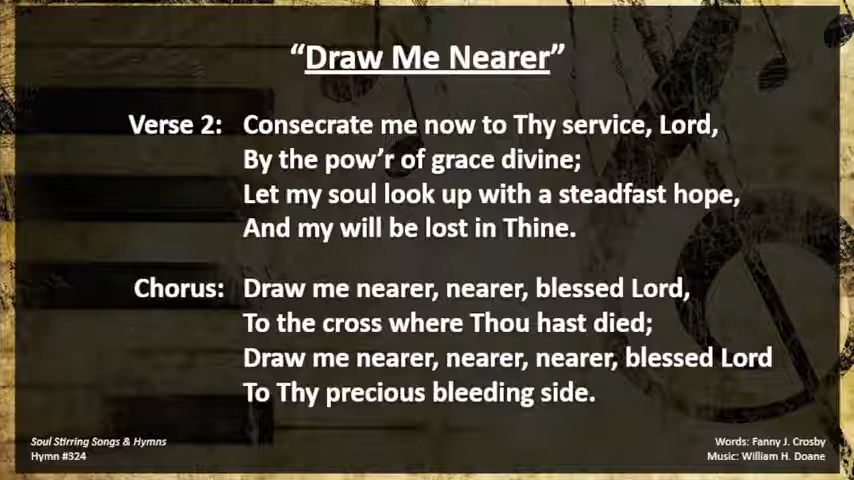 “Draw Me Nearer”
Verse 2: Consecrate me now to Thy service, Lord,
By the pow’r of grace divine;
Let my soul look up with a steadfast hope,
And my will be lost in Thine.
Chorus: Draw me nearer, nearer, blessed Lord,
To the cross where Thou hast died;
Draw me nearer, nearer, nearer, blessed Lord
To Thy precious bleeding side.
Soul Stirring Songs & Hymns
Hymn #324
Words: Fanny J. Crosby
Music: William H. Doane